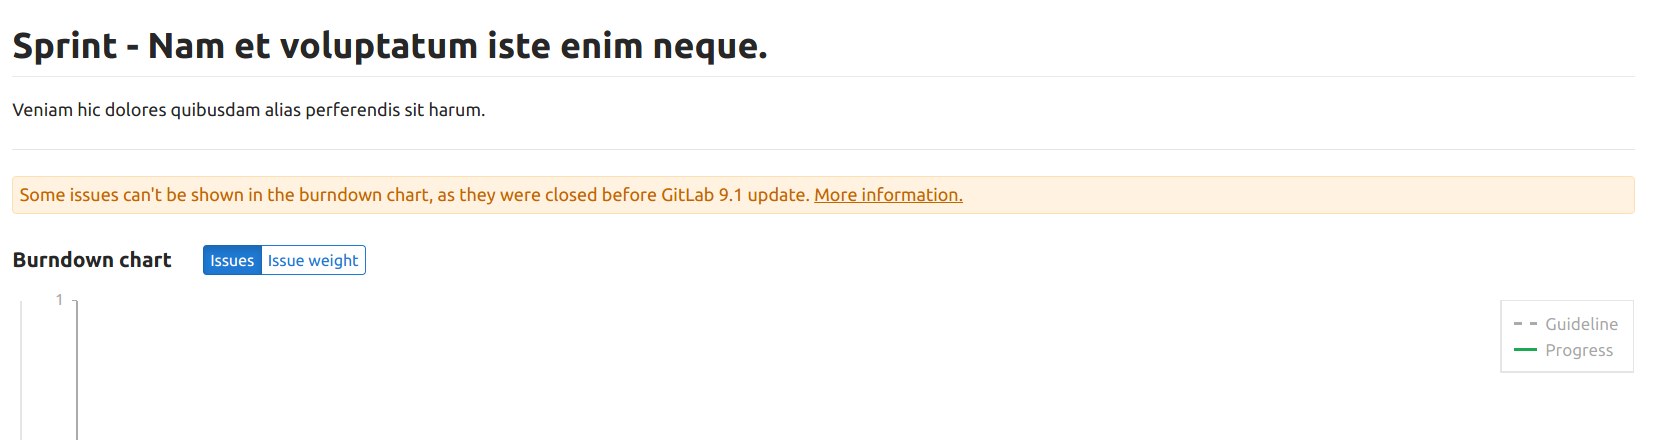 Sprint - Nam et voluptatum iste enim neque.
Veniam hic dolores quibusdam alias perferendis sit harum.
Some issues can't be shown in the burndown chart, as they were closed before GitLab 9.1 update. More information.
Burndown chart Issues Issue weight
1
Guideline
Progress